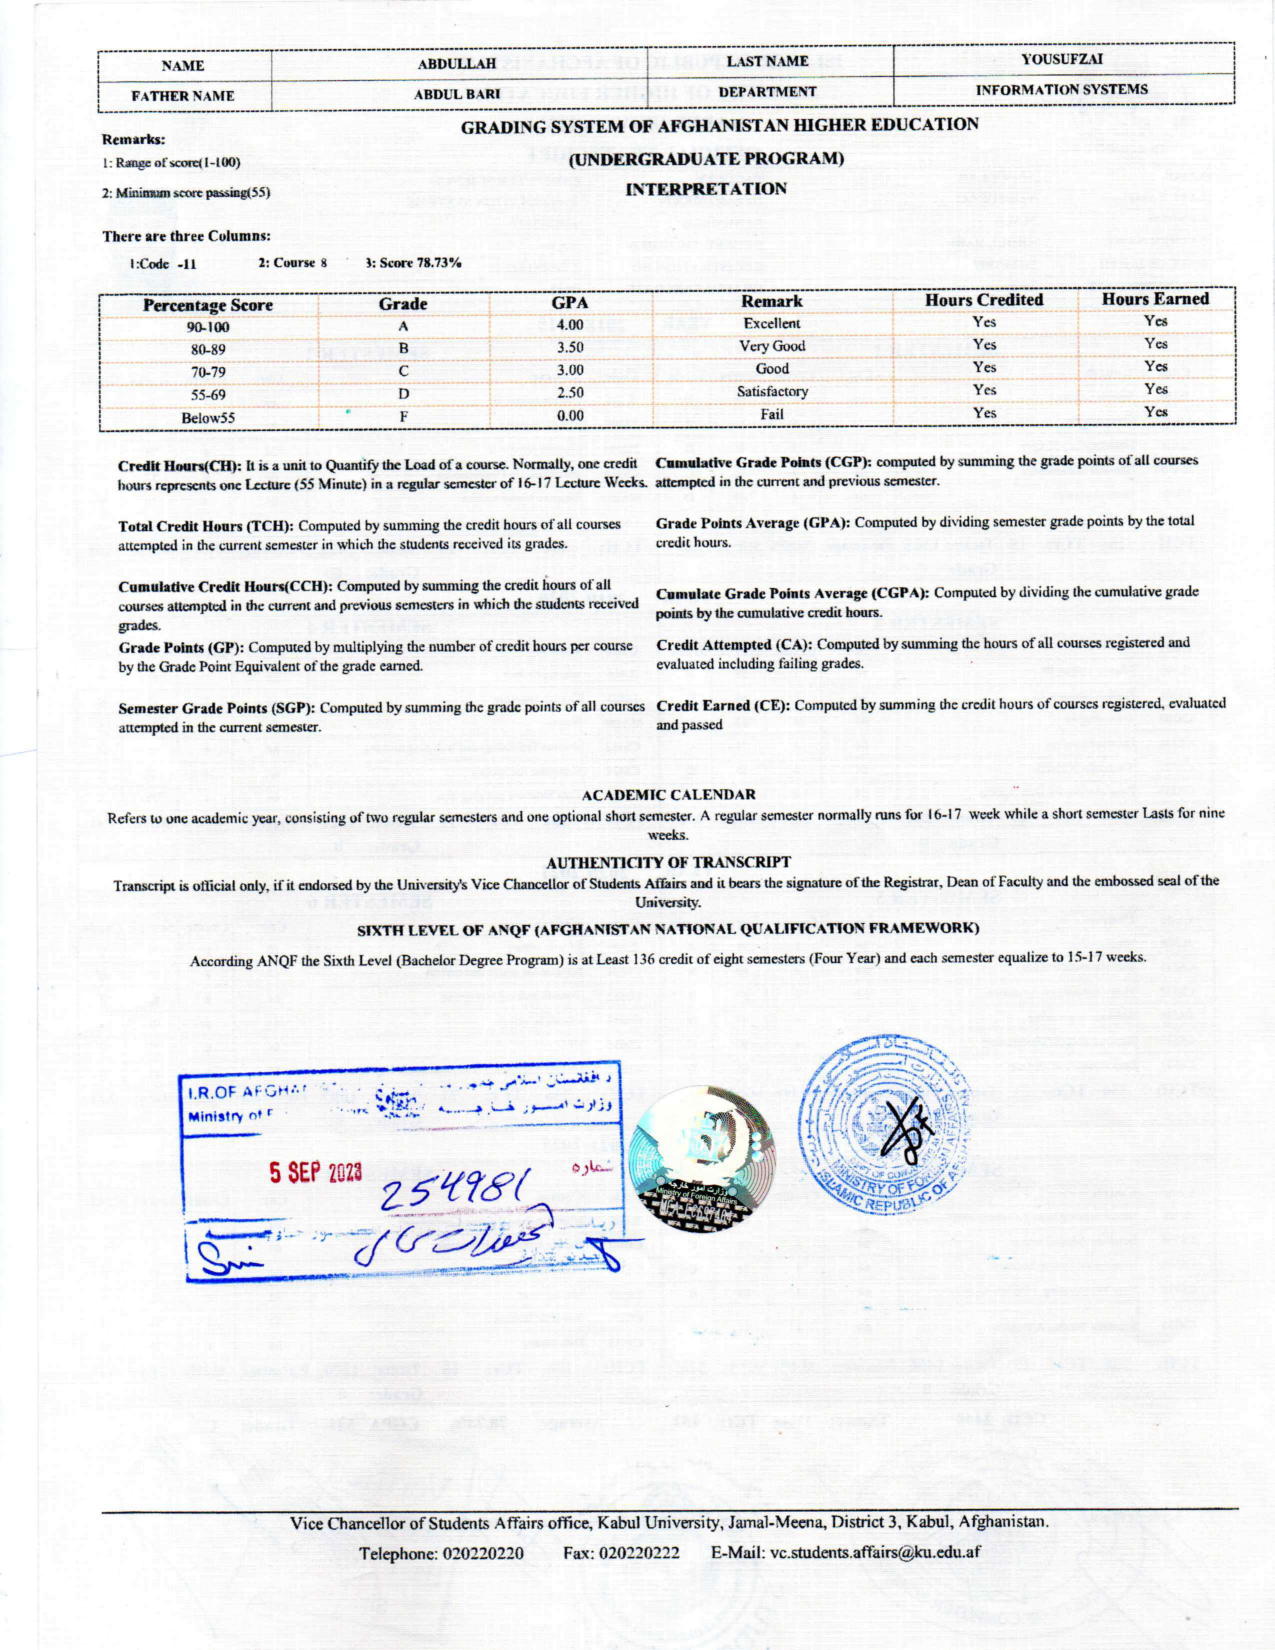 NAME ABDULLAH LAST NAME YOUSUFZAI
FATHER NAME ABDUL BARI DEPARTMENT INFORMATION SYSTEMS
GRADING SYSTEM OF AFGHANISTAN HIGHER EDUCATION
(UNDERGRADUATE PROGRAM)
INTERPRETATION
Remarks:
1: Range of score(1-100)
2: Minimum score passing(55)
There are three Columns:
1:Code -11 2: Course 8 3: Score 78.73%
Percentage Score Grade GPA Remark Hours Credited Hours Earned
90-100 A 4.00 Excellent Yes Yes
80-89 B 3.50 Very Good Yes Yes
70-79 C 3.00 Good Yes Yes
55-69 D 2.50 Satisfactory Yes Yes
Below55 F 0.00 Fail Yes Yes
Credit Hours(CH): It is a unit to Quantify the Load of a course. Normally, one credit
hours represents one Lecture (55 Minute) in a regular semester of 16-17 Lecture Weeks.
Cumulative Grade Points (CGP): computed by summing the grade points of all courses
attempted in the current and previous semester.
Total Credit Hours (TCH): Computed by summing the credit hours of all courses
attempted in the current semester in which the students received its grades.
Grade Points Average (GPA): Computed by dividing semester grade points by the total
credit hours.
Cumulative Credit Hours(CCH): Computed by summing the credit hours of all
courses attempted in the current and previous semesters in which the students received
grades.
Cumulate Grade Points Average (CGPA): Computed by dividing the cumulative grade
points by the cumulative credit hours.
Grade Points (GP): Computed by multiplying the number of credit hours per course
by the Grade Point Equivalent of the grade earned.
Credit Attempted (CA): Computed by summing the hours of all courses registered and
evaluated including failing grades.
Semester Grade Points (SGP): Computed by summing the grade points of all courses
attempted in the current semester.
Credit Earned (CE): Computed by summing the credit hours of courses registered, evaluated
and passed
ACADEMIC CALENDAR
Refers to one academic year, consisting of two regular semesters and one optional short semester. A regular semester normally runs for 16-17 week while a short semester Lasts for nine
weeks.
AUTHENTICITY OF TRANSCRIPT
Transcript is official only, if it endorsed by the University's Vice Chancellor of Students Affairs and it bears the signature of the Registrar, Dean of Faculty and the embossed seal of the
University.
SIXTH LEVEL OF ANQF (AFGHANISTAN NATIONAL QUALIFICATION FRAMEWORK)
According ANQF the Sixth Level (Bachelor Degree Program) is at Least 136 credit of eight semesters (Four Year) and each semester equalize to 15-17 weeks.
I.R.OF AFGHA د افغانستان اسلامي
Ministry of وزارت امـــور خـــارجـــه
5 SEP 2023 شماره
254981
وزارت امور خارجه
Ministry of Foreign Affairs
MINISTRY OF FOREIGN AFFAIRS
ISLAMIC REPUBLIC OF AFGHA
Vice Chancellor of Students Affairs office, Kabul University, Jamal-Meena, District 3, Kabul, Afghanistan.
Telephone: 020220220 Fax: 020220222 E-Mail: vc.students.affairs@ku.edu.af